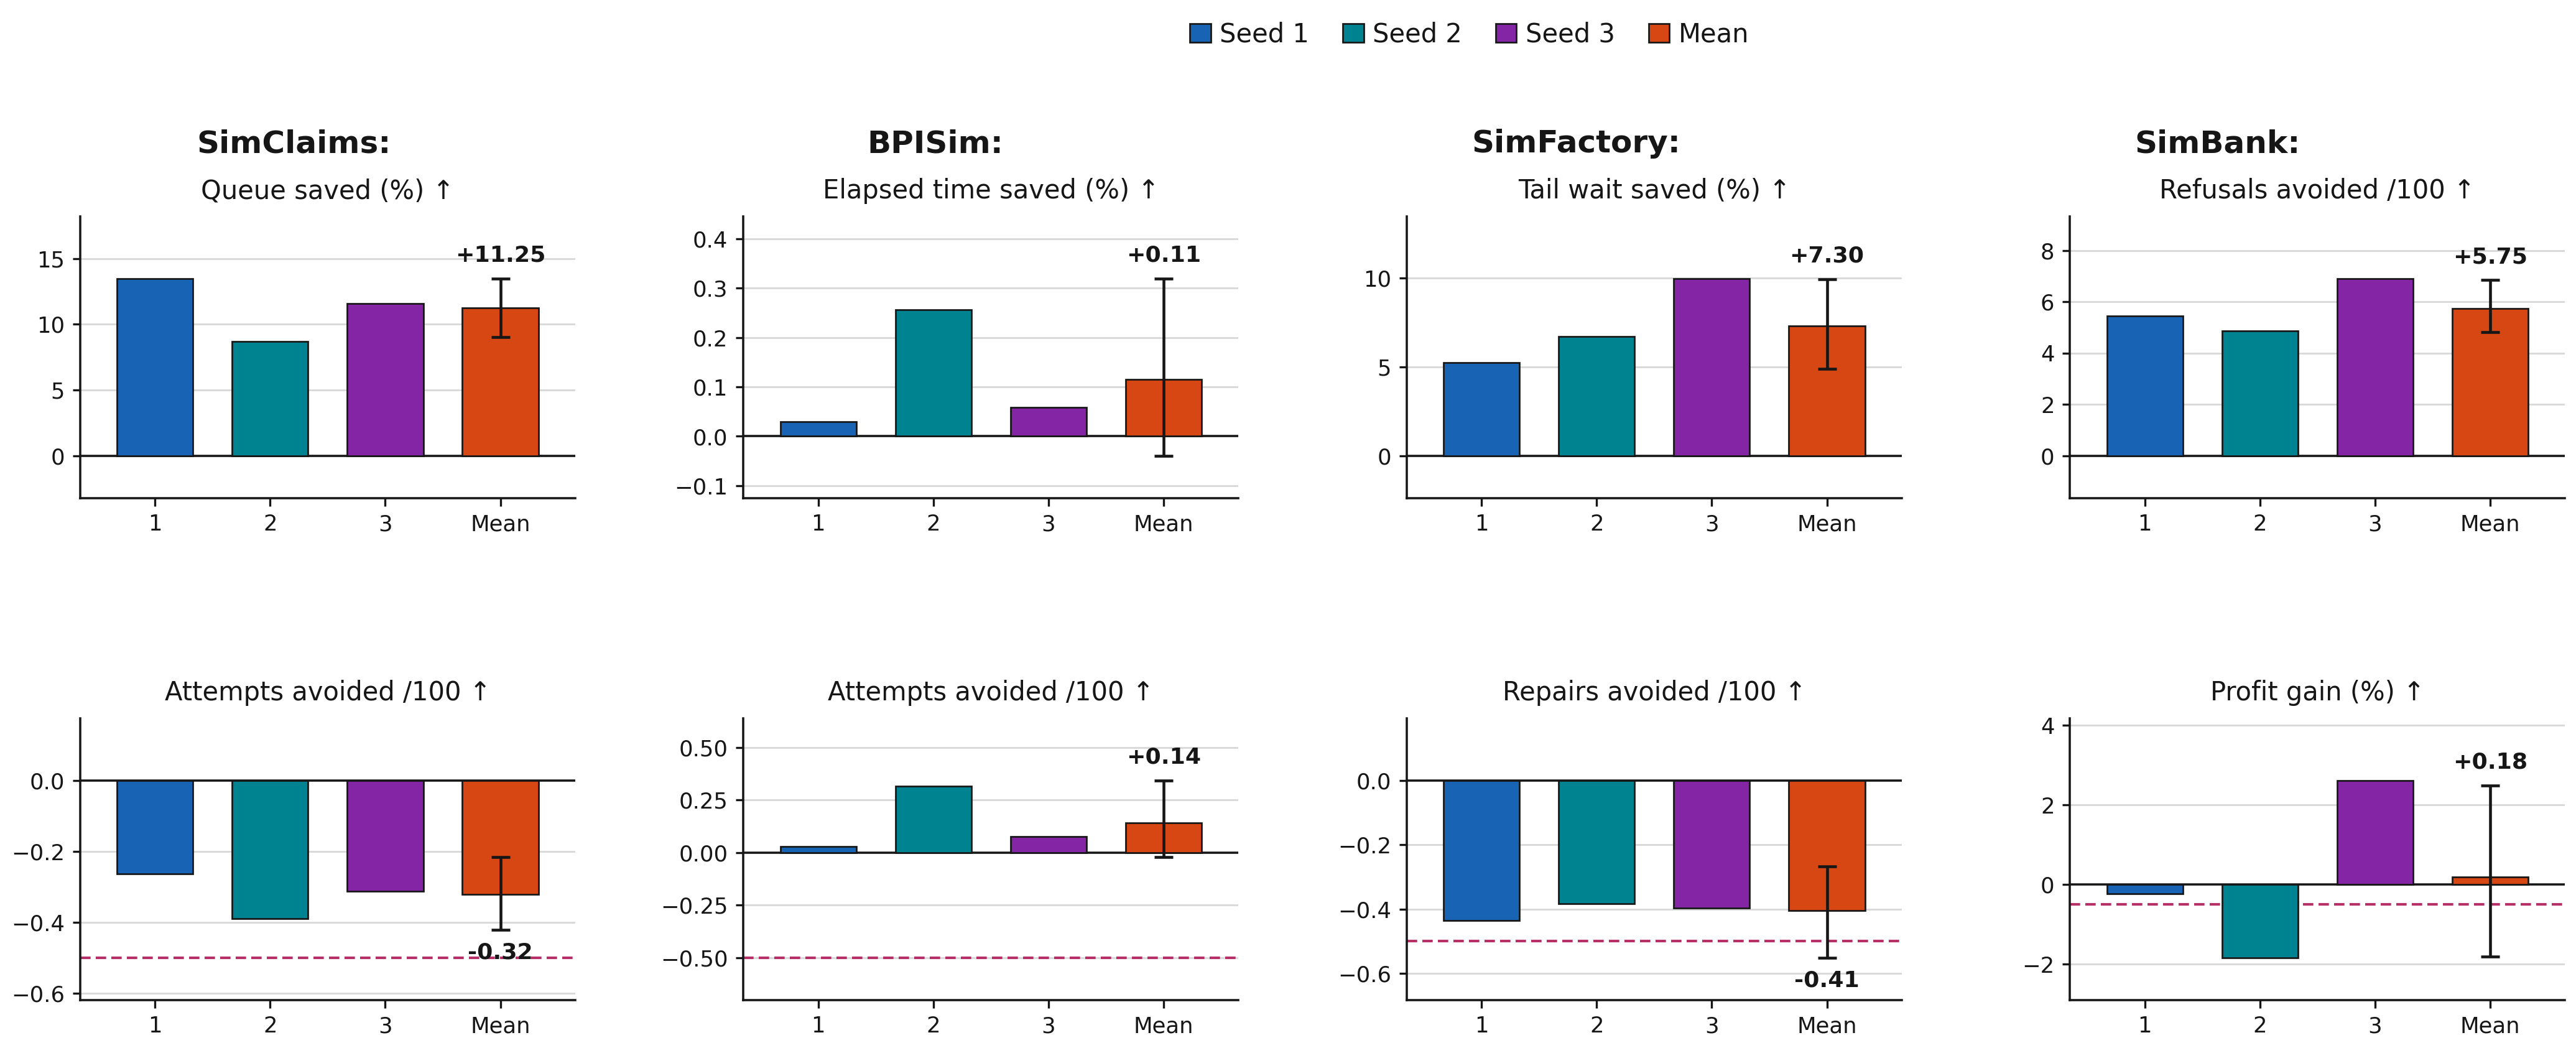 Seed 1 Seed 2 Seed 3 Mean
SimClaims:
Queue saved (%) ↑
15
10
5
0
+11.25
1 2 3 Mean
BPISim:
Elapsed time saved (%) ↑
0.4
0.3
0.2
0.1
0.0
−0.1
+0.11
1 2 3 Mean
SimFactory:
Tail wait saved (%) ↑
10
5
0
+7.30
1 2 3 Mean
SimBank:
Refusals avoided /100 ↑
8
6
4
2
0
+5.75
1 2 3 Mean
Attempts avoided /100 ↑
0.0
−0.2
−0.4
−0.6
-0.32
1 2 3 Mean
Attempts avoided /100 ↑
0.50
0.25
0.00
−0.25
−0.50
+0.14
1 2 3 Mean
Repairs avoided /100 ↑
0.0
−0.2
−0.4
−0.6
-0.41
1 2 3 Mean
Profit gain (%) ↑
4
2
0
−2
+0.18
1 2 3 Mean